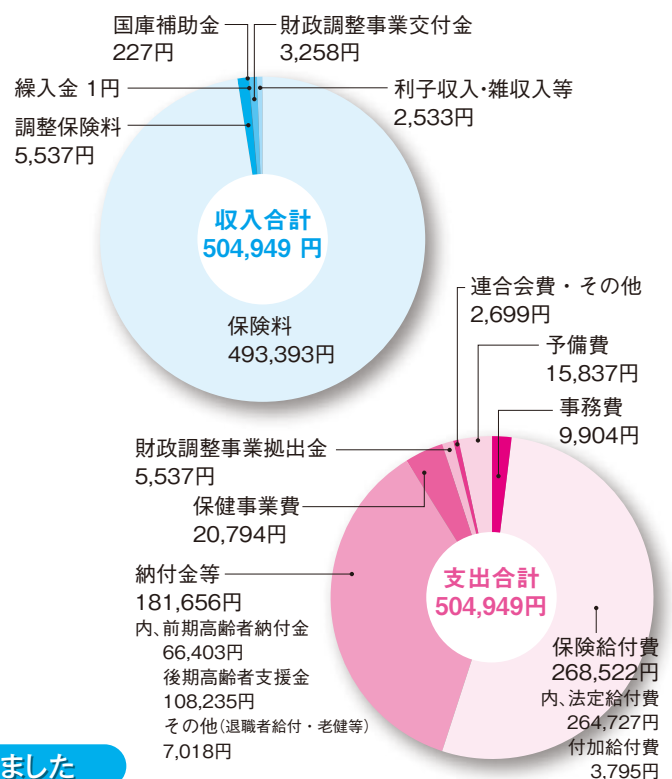 国庫補助金
227円
財政調整事業交付金
3,258円
繰入金 1円
利子収入・雑収入等
2,533円
調整保険料
5,537円
収入合計
504,949 円
保険料
493,393円
連合会費・その他
2,699円
予備費
15,837円
事務費
9,904円
財政調整事業拠出金
5,537円
保健事業費
20,794円
納付金等
181,656円
内、前期高齢者納付金
66,403円
後期高齢者支援金
108,235円
その他(退職者給付・老健等)
7,018円
支出合計
504,949円
保険給付費
268,522円
内、法定給付費
264,727円
付加給付費
3,795円
ました